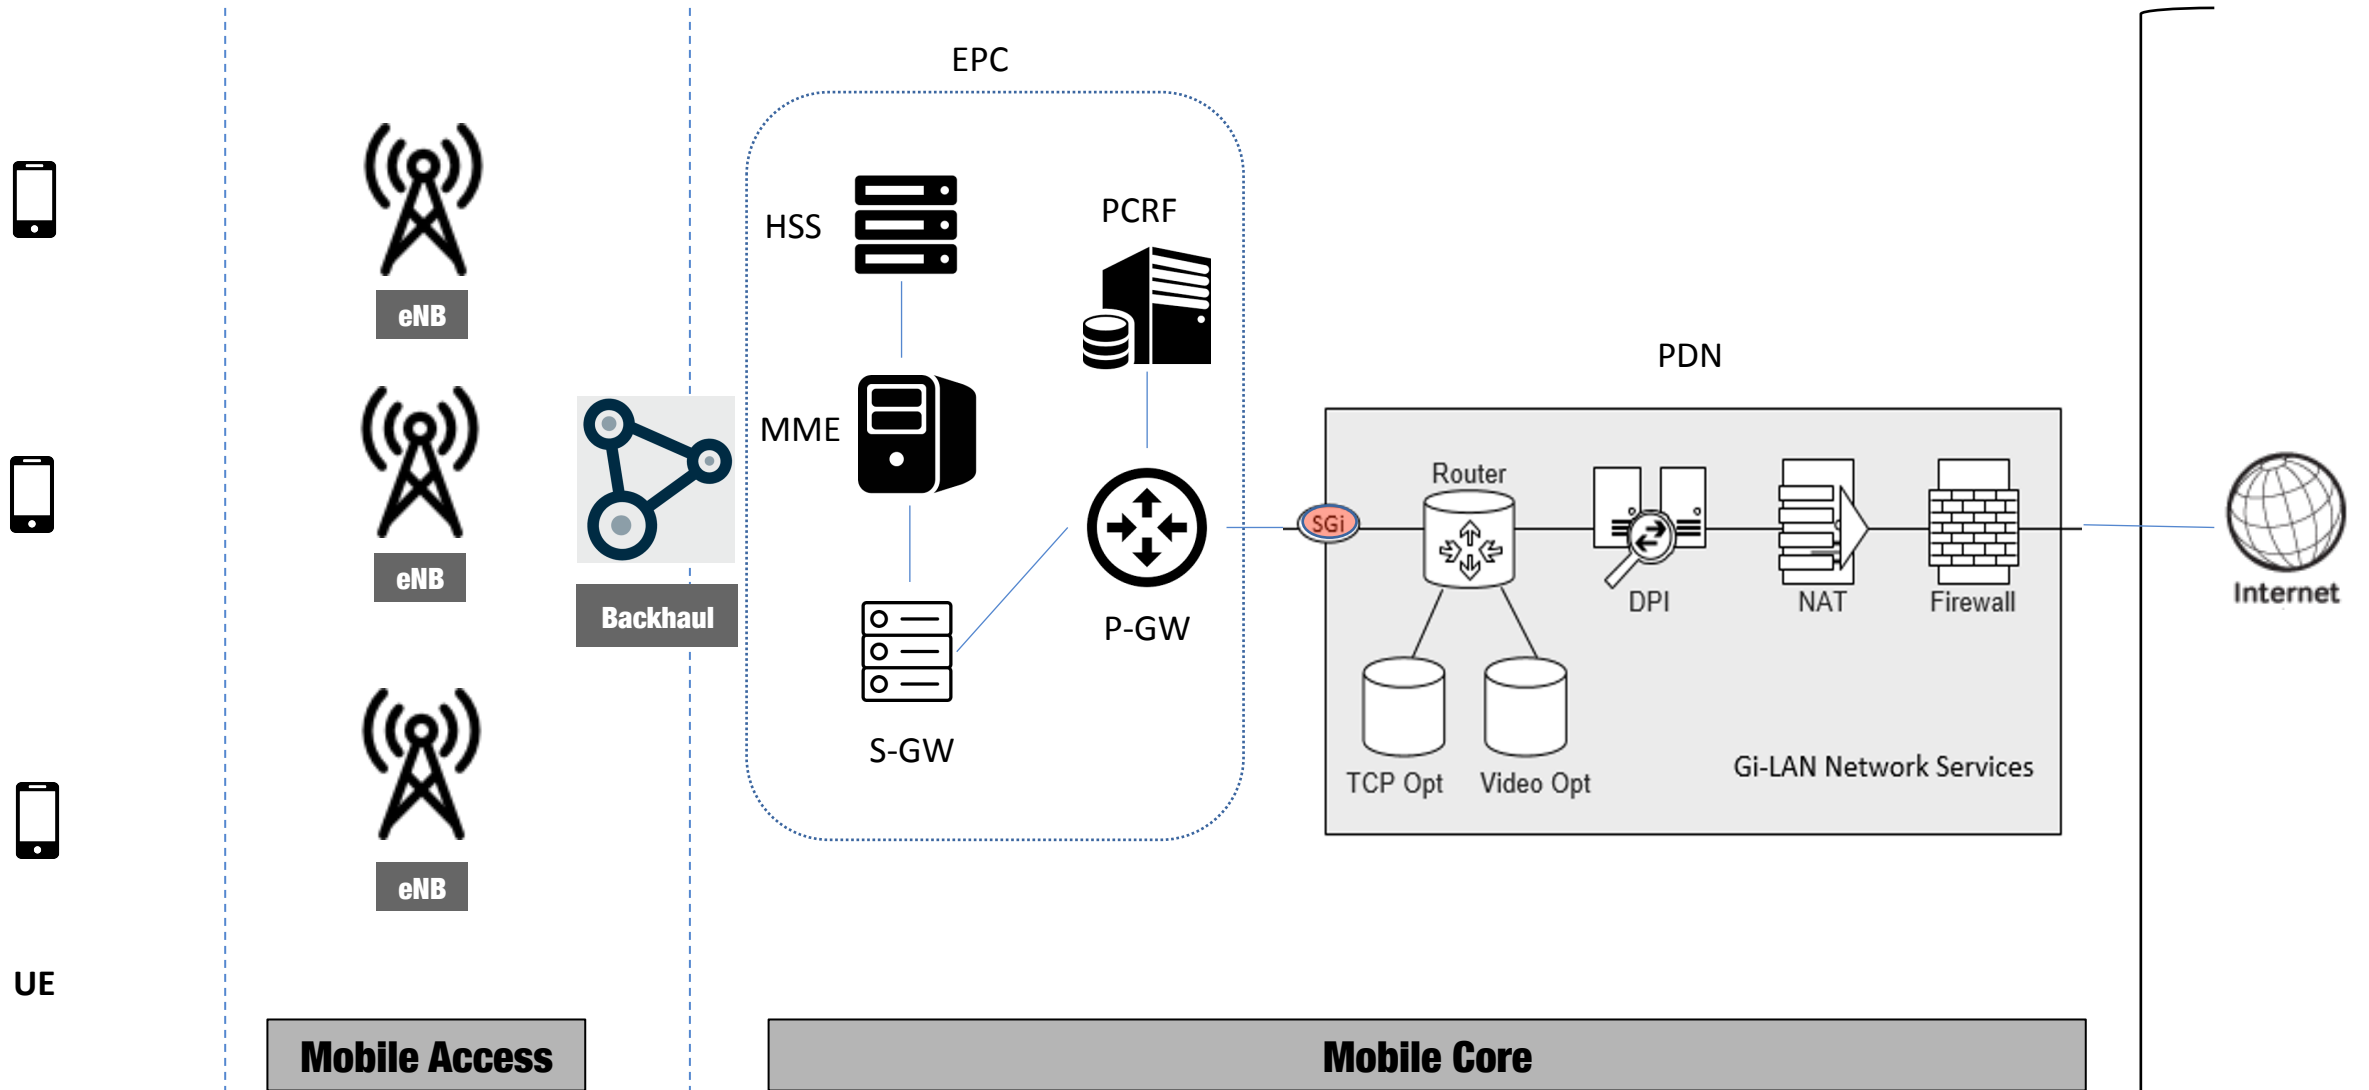 EPC
HSS
PCRF
eNB
PDN
MME
Router
SGi
eNB
Backhaul
P-GW
DPI
NAT
Firewall
Internet
S-GW
TCP Opt
Video Opt
Gi-LAN Network Services
eNB
UE
Mobile Access
Mobile Core